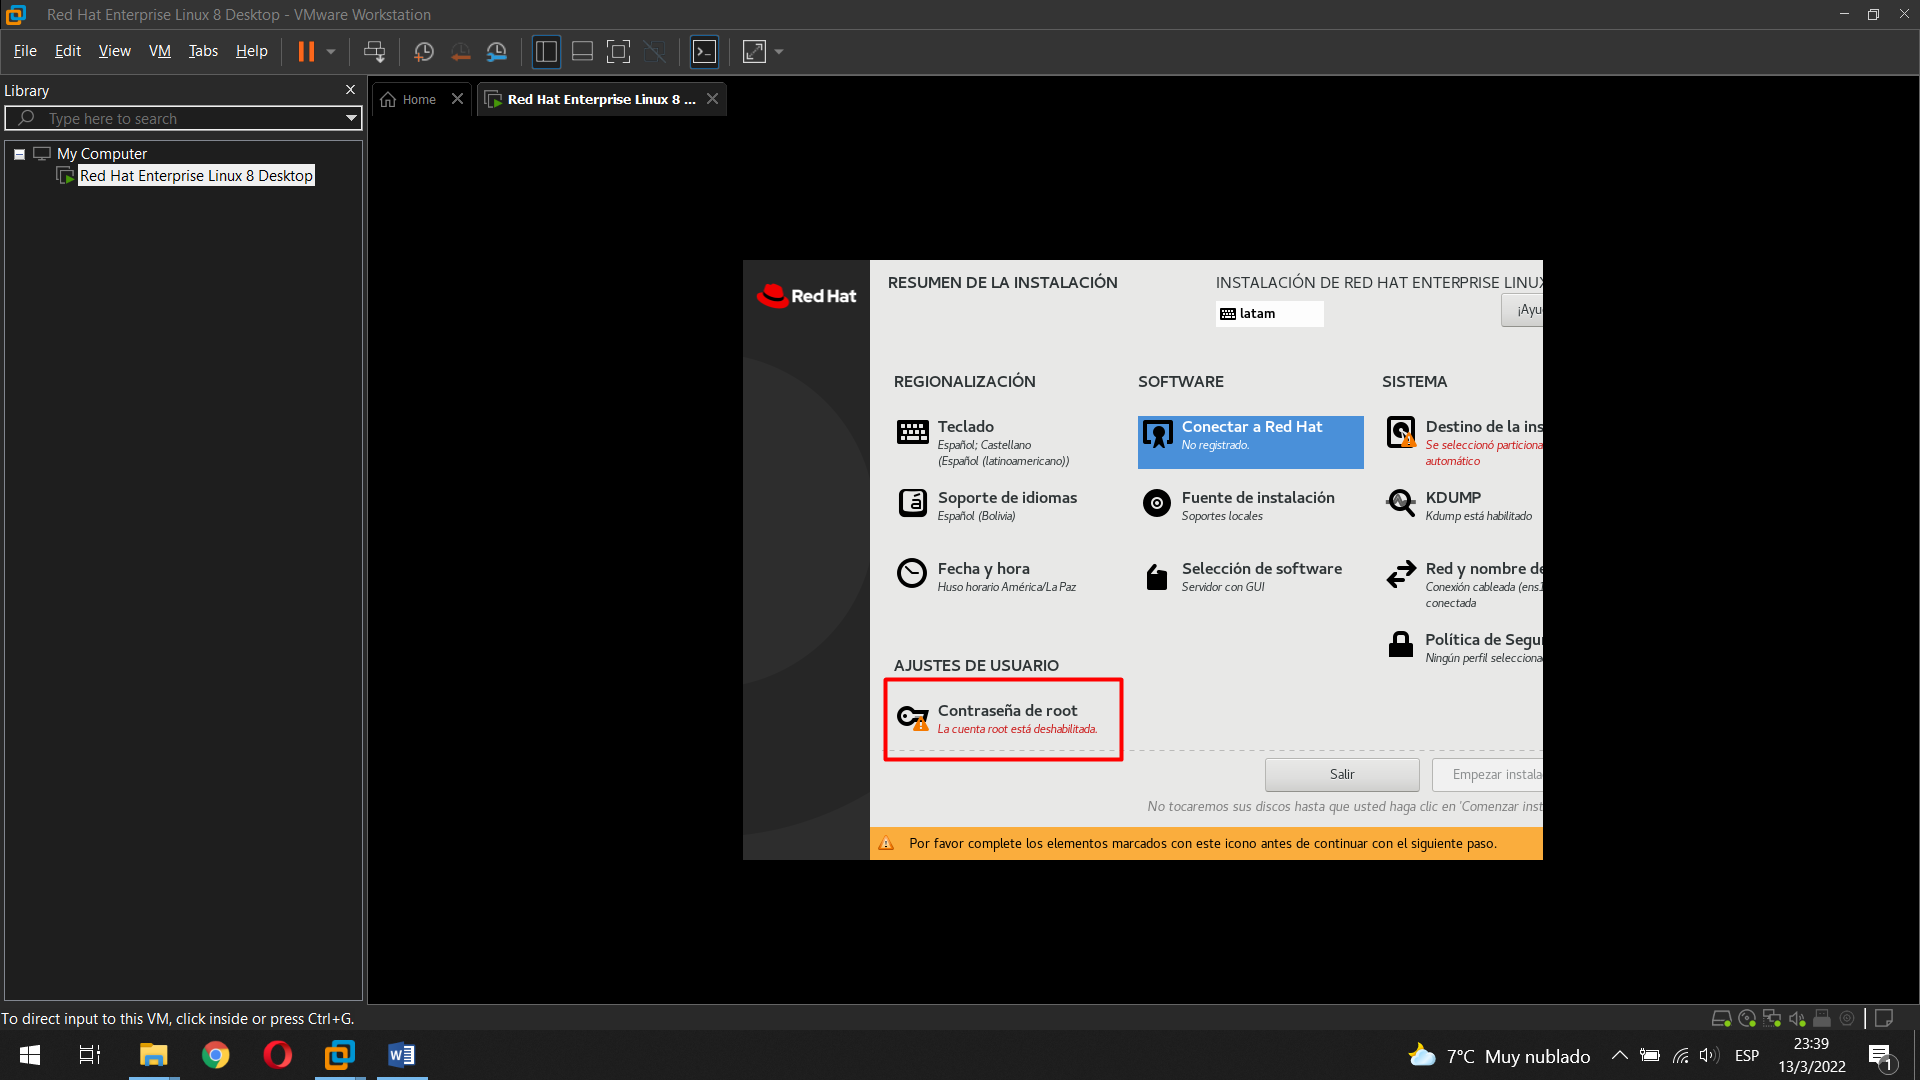 Red Hat Enterprise Linux 8 Desktop - VMware Workstation
File Edit View VM Tabs Help
Library
Type here to search
My Computer
Red Hat Enterprise Linux 8 Desktop
Home
Red Hat Enterprise Linux 8 ...
Red Hat
RESUMEN DE LA INSTALACIÓN
INSTALACIÓN DE RED HAT ENTERPRISE LINUX
latam
¡Ayu
REGIONALIZACIÓN
Teclado
Español; Castellano
(Español (latinoamericano))
Soporte de idiomas
Español (Bolivia)
Fecha y hora
Huso horario América/La Paz
SOFTWARE
Conectar a Red Hat
No registrado.
Fuente de instalación
Soportes locales
Selección de software
Servidor con GUI
SISTEMA
Destino de la ins
Se seleccionó particiona
automático
KDUMP
Kdump está habilitado
Red y nombre de
Conexión cableada (ens1
conectada
Política de Segur
Ningún perfil selecciona
AJUSTES DE USUARIO
Contraseña de root
La cuenta root está deshabilitada.
Salir
Empezar instala
No tocaremos sus discos hasta que usted haga clic en 'Comenzar inst
Por favor complete los elementos marcados con este icono antes de continuar con el siguiente paso.
To direct input to this VM, click inside or press Ctrl+G.
7°C Muy nublado
ESP
23:39
13/3/2022
1